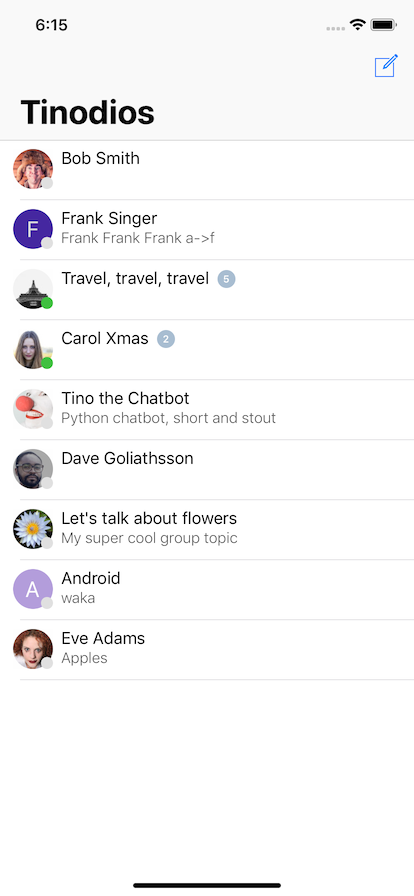 6:15
Tinodios
Bob Smith
F
Frank Singer
Frank Frank Frank a->f
Travel, travel, travel 5
Carol Xmas 2
Tino the Chatbot
Python chatbot, short and stout
Dave Goliathsson
Let's talk about flowers
My super cool group topic
A
Android
waka
Eve Adams
Apples